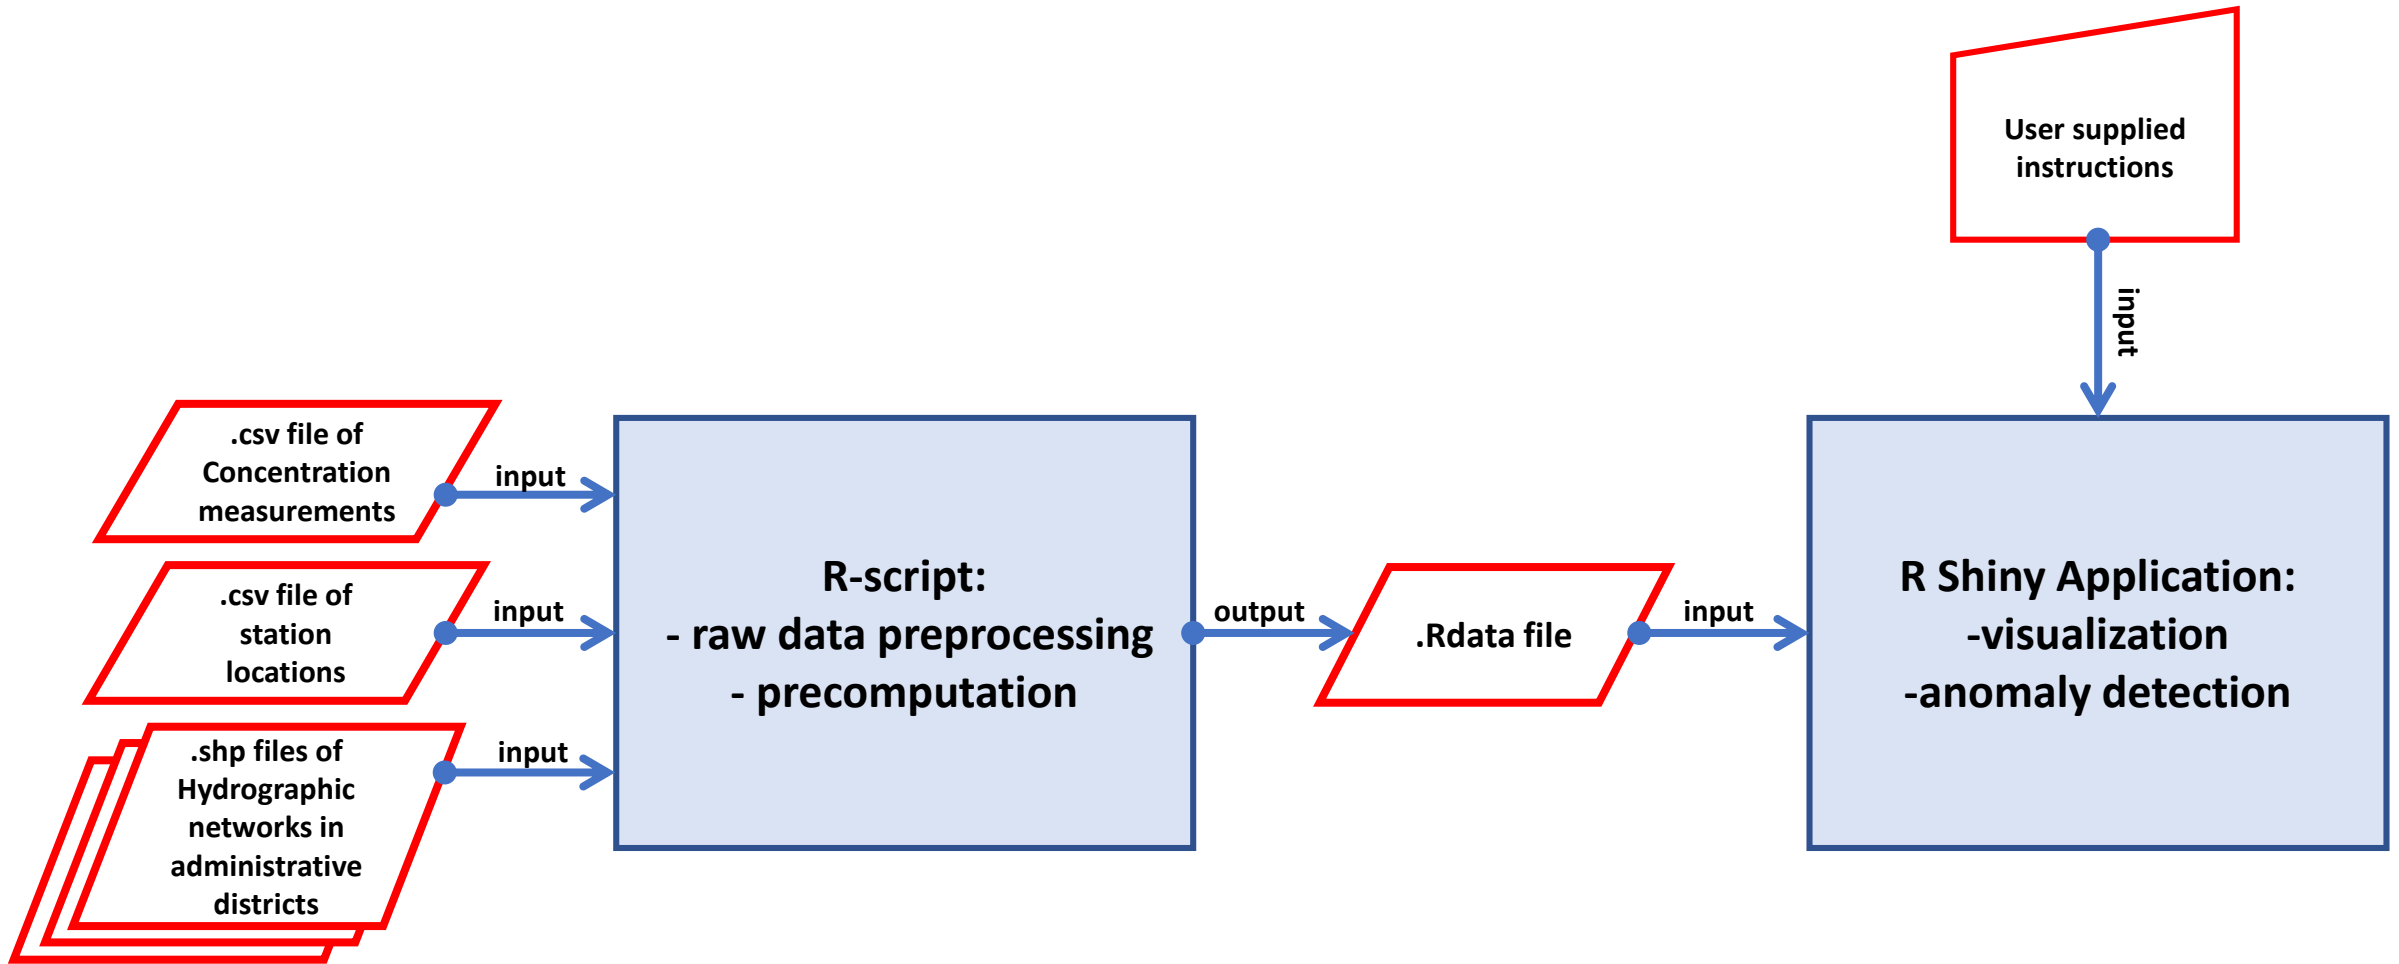 User supplied
instructions
input
.csv file of
Concentration
measurements
input
.csv file of
station
locations
input
.shp files of
Hydrographic
networks in
administrative
districts
input
R-script:
- raw data preprocessing
- precomputation
output
.Rdata file
input
R Shiny Application:
-visualization
-anomaly detection